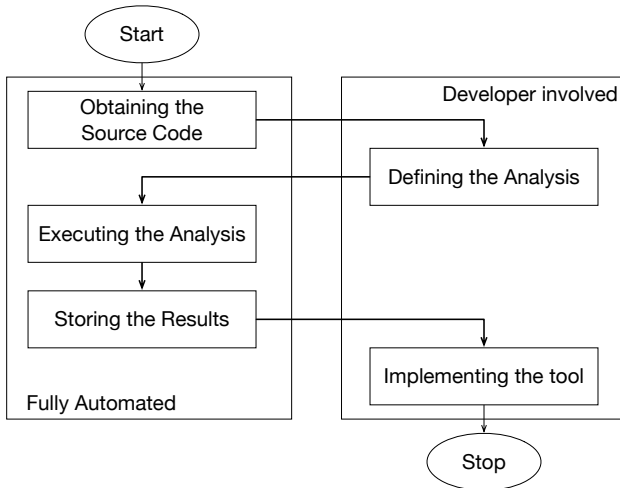 Start
Developer involved
Obtaining the
Source Code
Defining the Analysis
Executing the Analysis
Storing the Results
Implementing the tool
Fully Automated
Stop